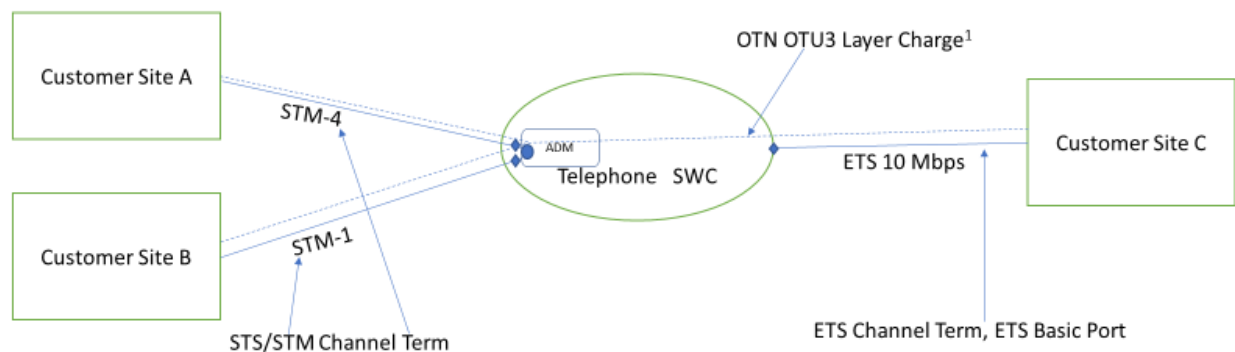 OTN OTU3 Layer Charge1
Customer Site A
STM-4
ADM
Customer Site C
ETS 10 Mbps
Telephone SWC
Customer Site B
STM-1
ETS Channel Term, ETS Basic Port
STS/STM Channel Term